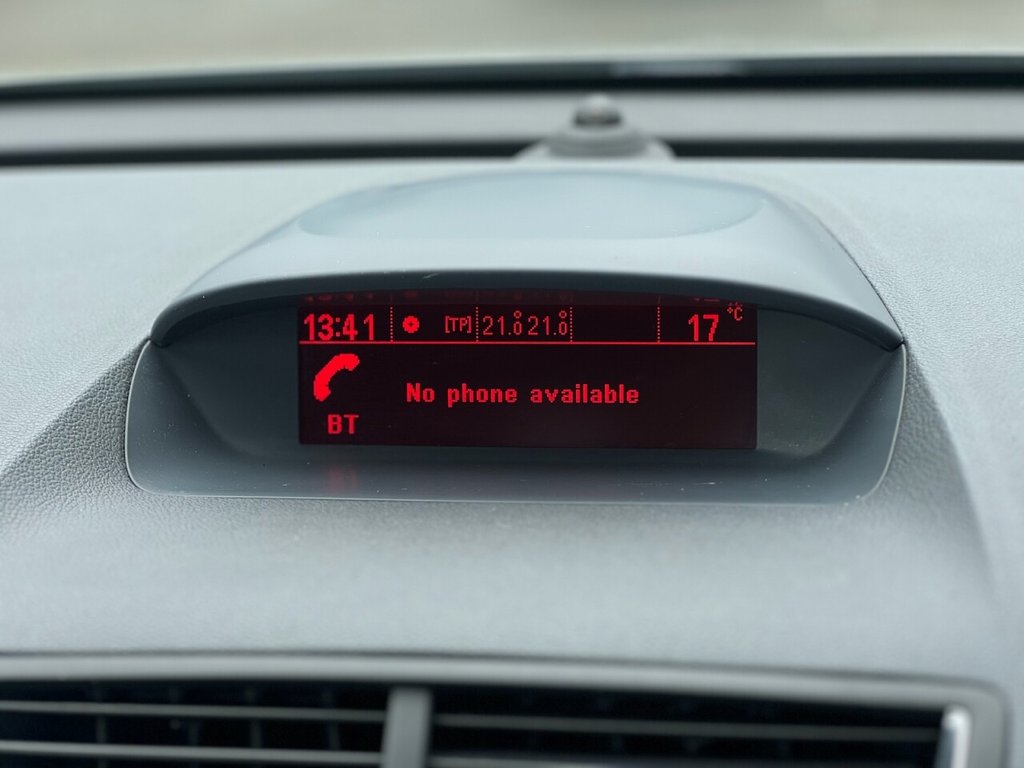 13:41 [TP] 21.0 21.0 17 °C
No phone available
BT